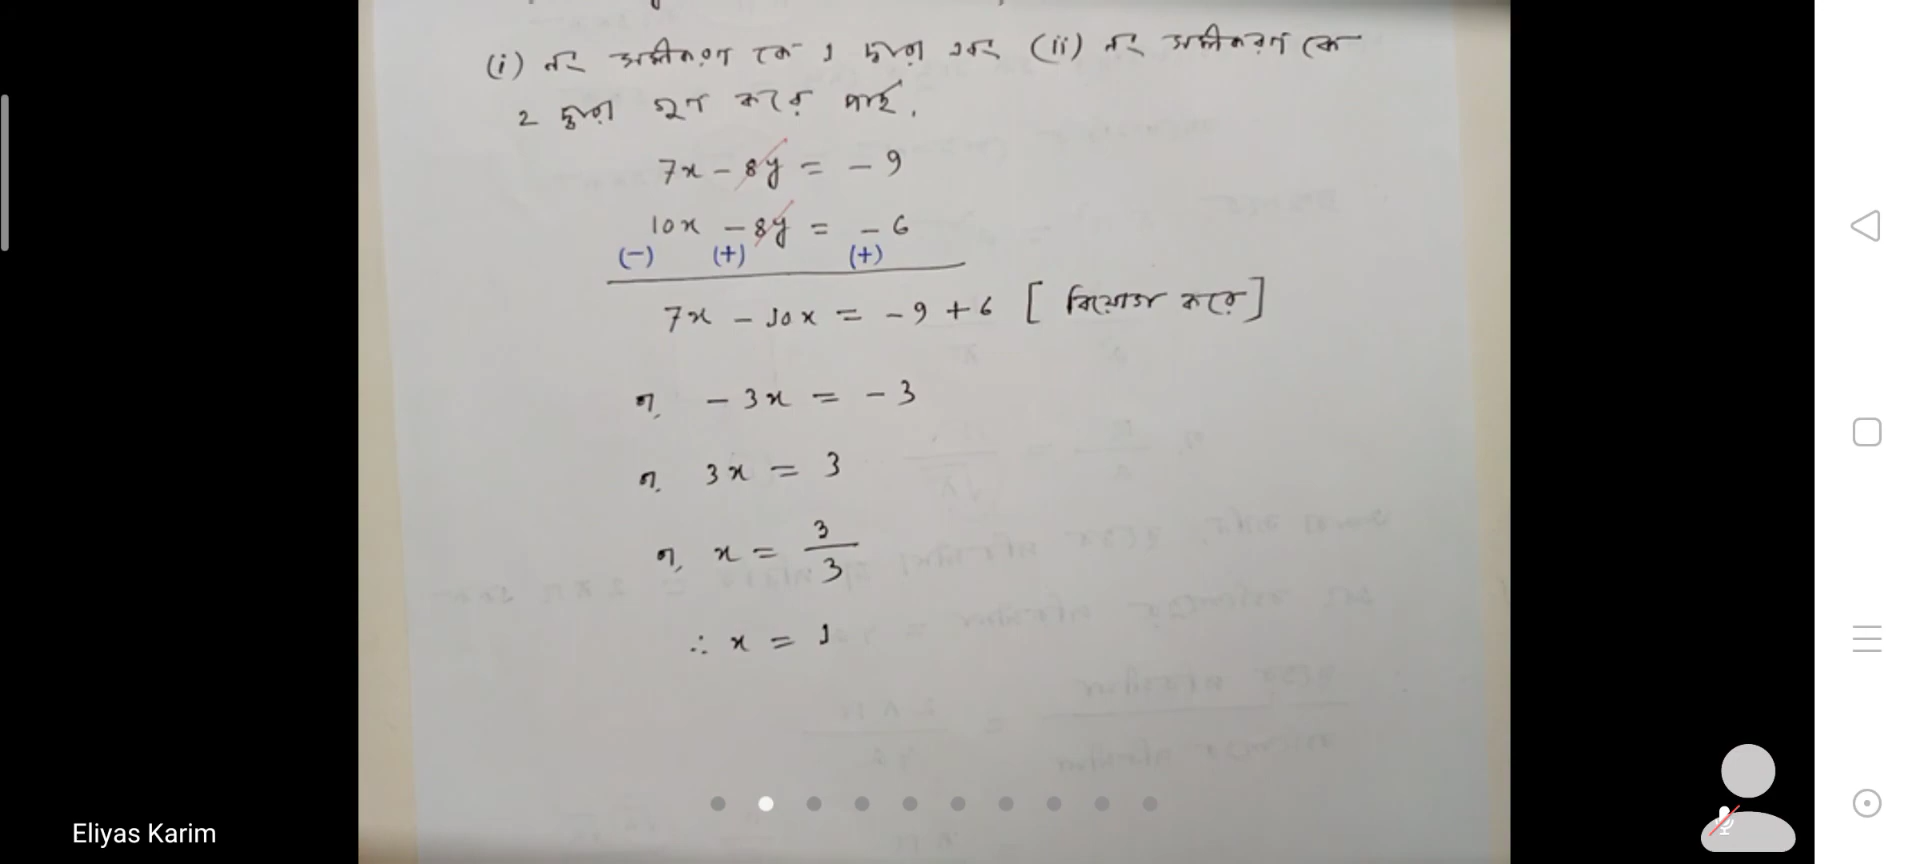 (i) নং সমীকরণ কে 1 দ্বারা এবং (ii) নং সমীকরণ কে
2 দ্বারা গুণ করে পাই,
7x - 8y = - 9
10x - 8y = - 6
(-) (+) (+)
7x - 10x = - 9 + 6 [ বিয়োগ করে ]
বা, - 3x = - 3
বা, 3x = 3
বা, x = 3/3
∴ x = 1
Eliyas Karim